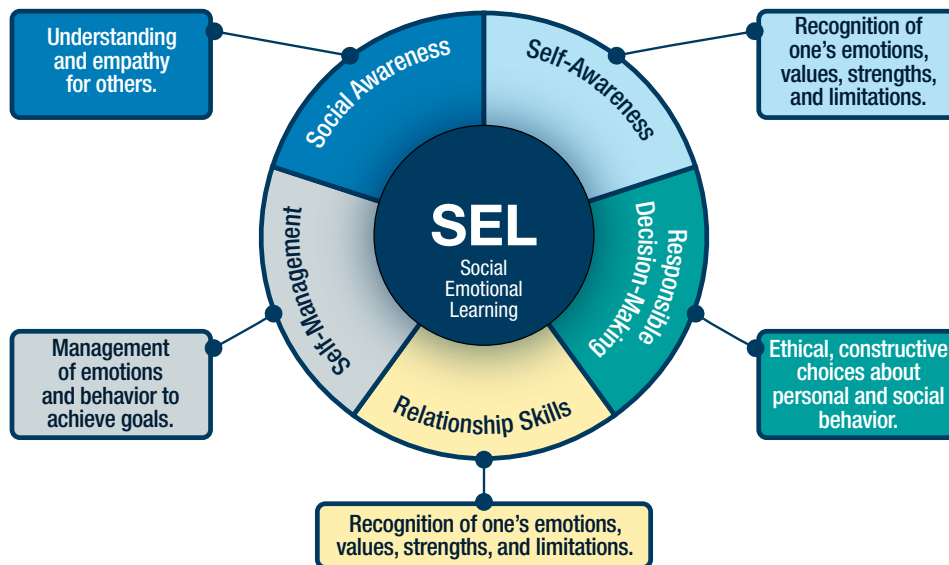 Understanding
and empathy
for others.
Social Awareness
Self-Awareness
Recognition of
one's emotions,
values, strengths,
and limitations.
SEL
Social
Emotional
Learning
Self-Management
Responsible
Decision-Making
Management
of emotions
and behavior to
achieve goals.
Relationship Skills
Ethical, constructive
choices about
personal and social
behavior.
Recognition of one's emotions,
values, strengths, and limitations.